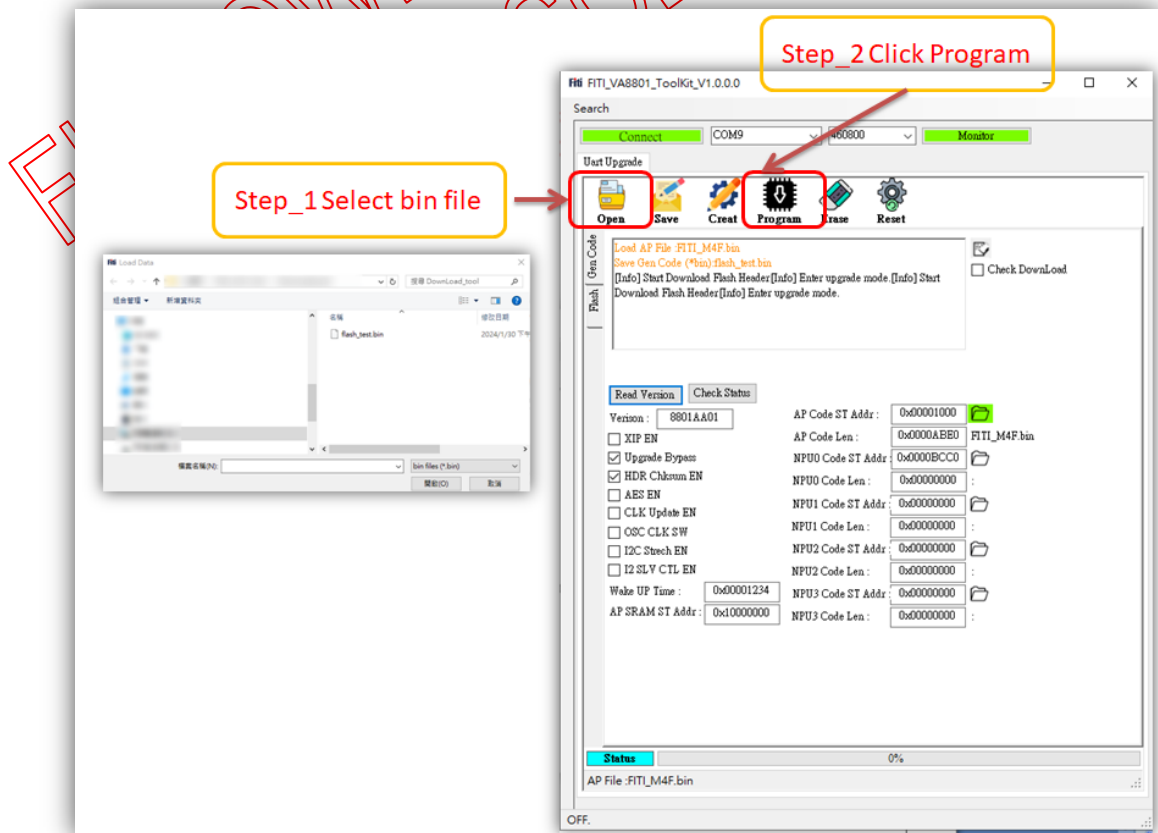 Step_2 Click Program
Step_1 Select bin file
Fiti FITI_VA8801_ToolKit_V1.0.0.0
Search
Connect COM9 460800 Monitor
Uart Upgrade
Open Save Creat Program Erase Reset
Gen Code
Flash
Load AP File :FITI_M4F.bin
Save Gen Code (*bin):flash_test.bin
[Info] Start Download Flash Header[Info] Enter upgrade mode.[Info] Start
Download Flash Header[Info] Enter upgrade mode.
Check DownLoad
Read Version Check Status
Verison : 8801AA01
XIP EN
Upgrade Bypass
HDR Chksum EN
AES EN
CLK Update EN
OSC CLK SW
I2C Strech EN
I2 SLV CTL EN
Wake UP Time : 0x00001234
AP SRAM ST Addr : 0x10000000
AP Code ST Addr : 0x00001000
AP Code Len : 0x0000ABE0 FITI_M4F.bin
NPU0 Code ST Addr : 0x0000BCC0
NPU0 Code Len : 0x00000000 :
NPU1 Code ST Addr : 0x00000000
NPU1 Code Len : 0x00000000 :
NPU2 Code ST Addr : 0x00000000
NPU2 Code Len : 0x00000000 :
NPU3 Code ST Addr : 0x00000000
NPU3 Code Len : 0x00000000 :
Status 0%
AP File :FITI_M4F.bin
OFF.
Fiti Load Data
搜尋 DownLoad_tool
組合管理 新增資料夾
名稱 修改日期
flash_test.bin 2024/1/30 下午
檔案名稱(N): bin files (*.bin)
開啟(O) 取消